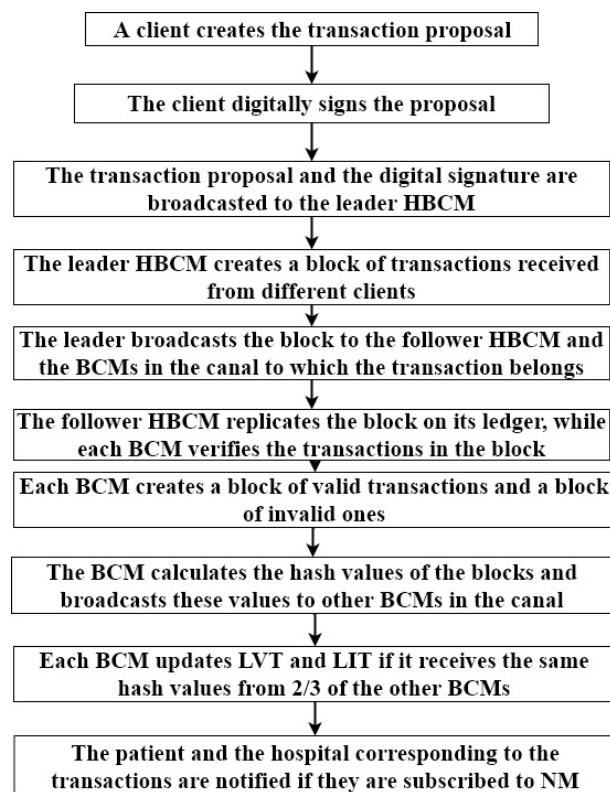 A client creates the transaction proposal
The client digitally signs the proposal
The transaction proposal and the digital signature are
broadcasted to the leader HBCM
The leader HBCM creates a block of transactions received
from different clients
The leader broadcasts the block to the follower HBCM and
the BCMs in the canal to which the transaction belongs
The follower HBCM replicates the block on its ledger, while
each BCM verifies the transactions in the block
Each BCM creates a block of valid transactions and a block
of invalid ones
The BCM calculates the hash values of the blocks and
broadcasts these values to other BCMs in the canal
Each BCM updates LVT and LIT if it receives the same
hash values from 2/3 of the other BCMs
The patient and the hospital corresponding to the
transactions are notified if they are subscribed to NM